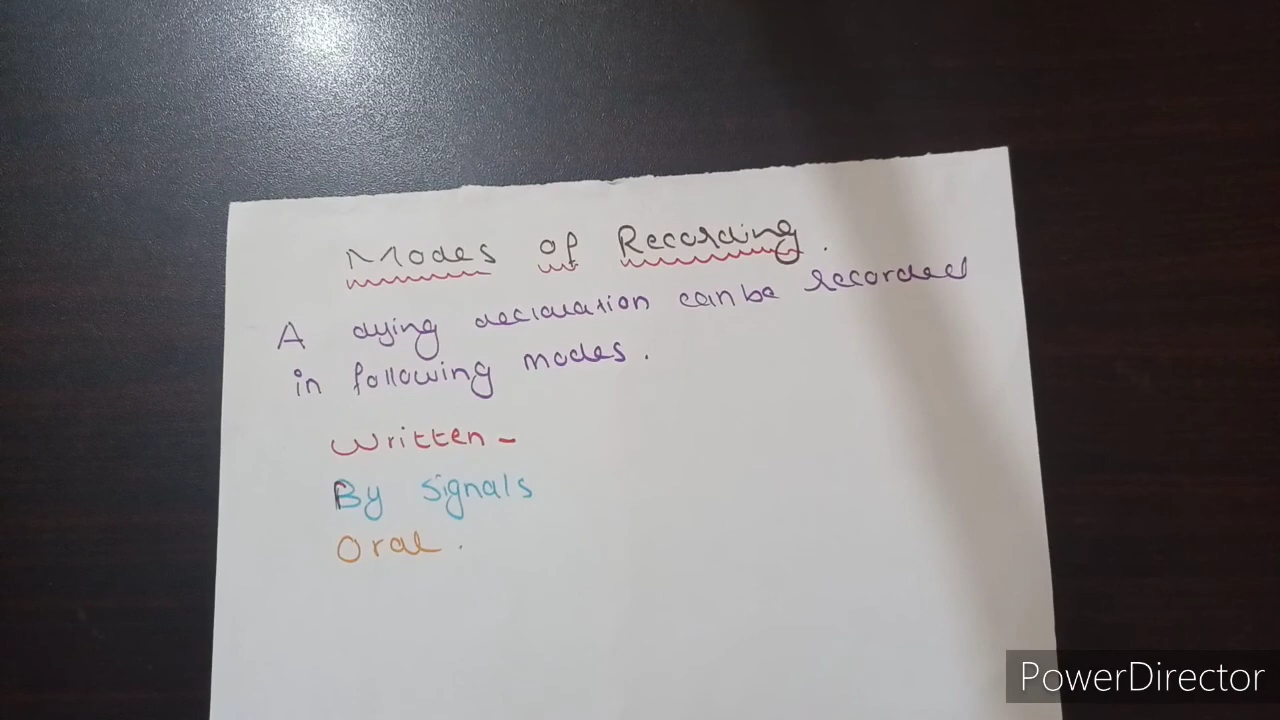 Modes of Recording.
A dying declaration can be recorded
in following modes.
Written -
By signals
Oral.
PowerDirector